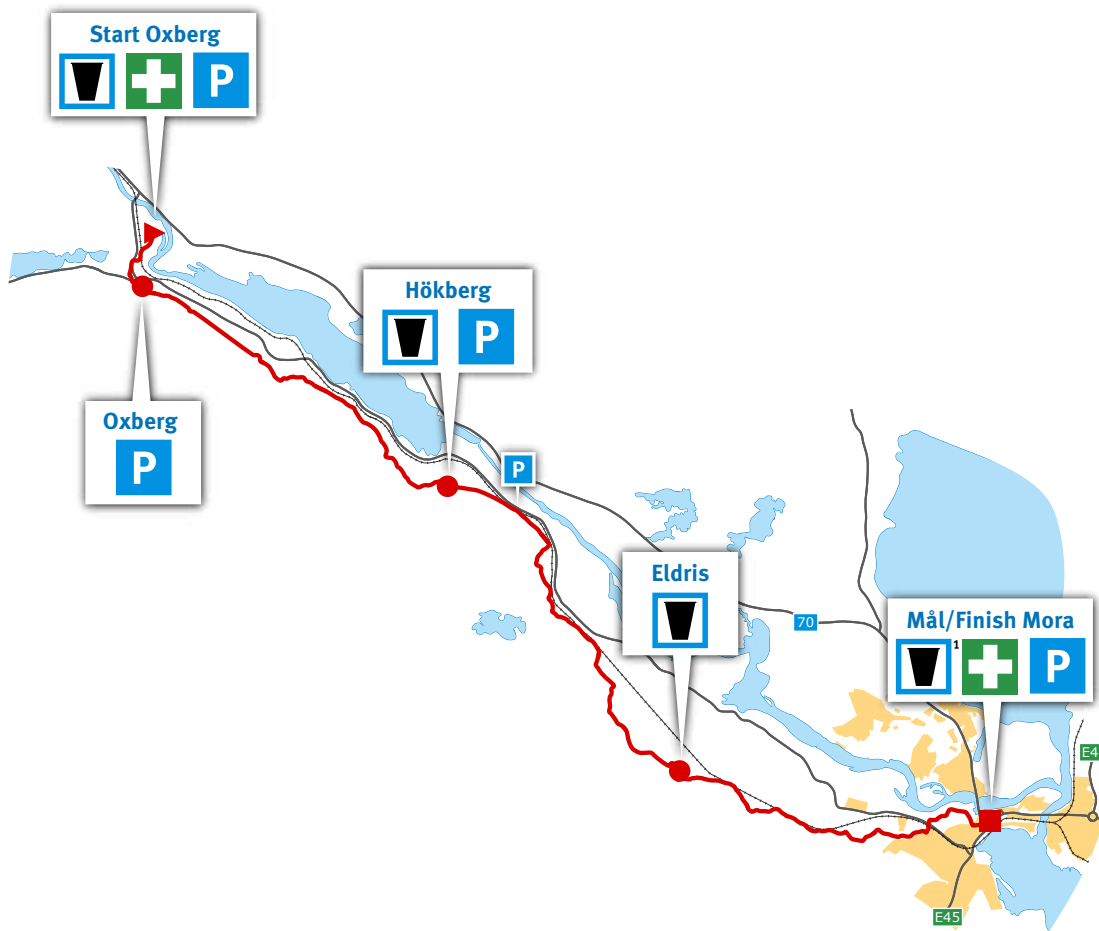 Start Oxberg
P
Hökberg
P
Oxberg
P
P
Eldris
70
Mål/Finish Mora
1
P
E4
E45